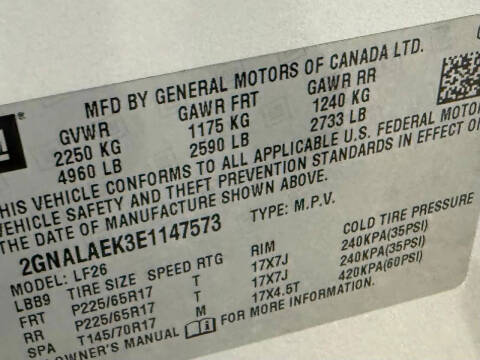 MFD BY GENERAL MOTORS OF CANADA LTD.
GVWR GAWR FRT GAWR RR
2250 KG 1175 KG 1240 KG
4960 LB 2590 LB 2733 LB
THIS VEHICLE CONFORMS TO ALL APPLICABLE U.S. FEDERAL MOTOR
VEHICLE SAFETY AND THEFT PREVENTION STANDARDS IN EFFECT ON
THE DATE OF MANUFACTURE SHOWN ABOVE.
2GNALAEK3E1147573 TYPE: M.P.V.
MODEL: LF26
LBB9 TIRE SIZE SPEED RTG RIM COLD TIRE PRESSURE
FRT P225/65R17 T 17X7J 240KPA(35PSI)
RR P225/65R17 T 17X7J 240KPA(35PSI)
SPA T145/70R17 M 17X4.5T 420KPA(60PSI)
OWNER'S MANUAL FOR MORE INFORMATION.